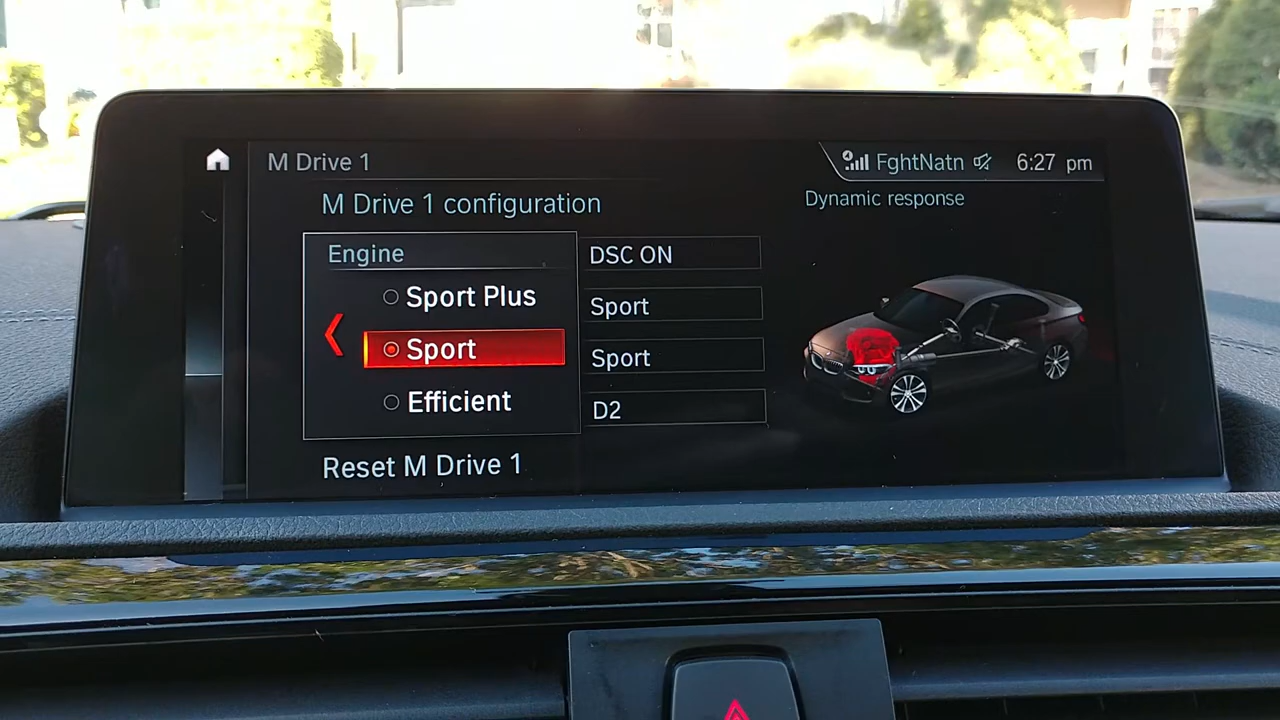 M Drive 1
FghtNatn 6:27 pm
M Drive 1 configuration
Dynamic response
Engine
Sport Plus
Sport
Efficient
DSC ON
Sport
Sport
D2
Reset M Drive 1